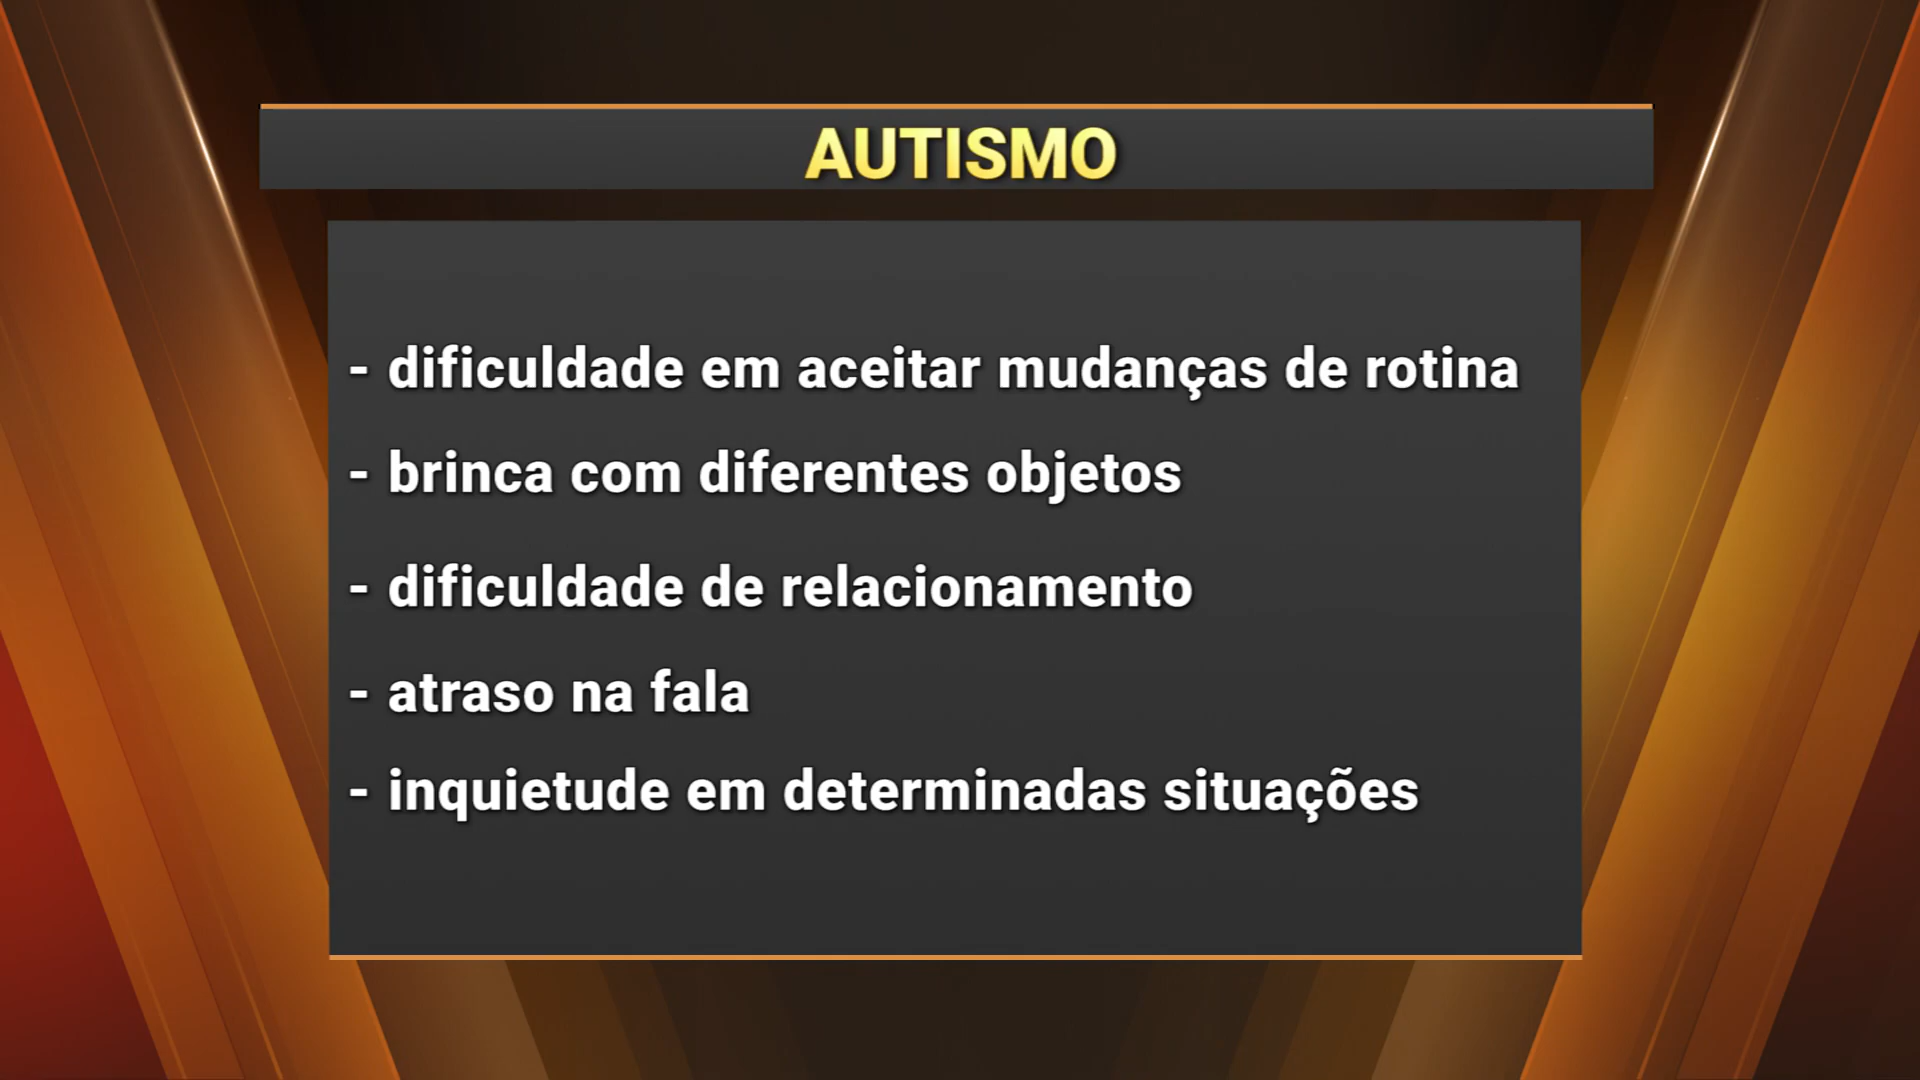 AUTISMO
- dificuldade em aceitar mudanças de rotina
- brinca com diferentes objetos
- dificuldade de relacionamento
- atraso na fala
- inquietude em determinadas situações